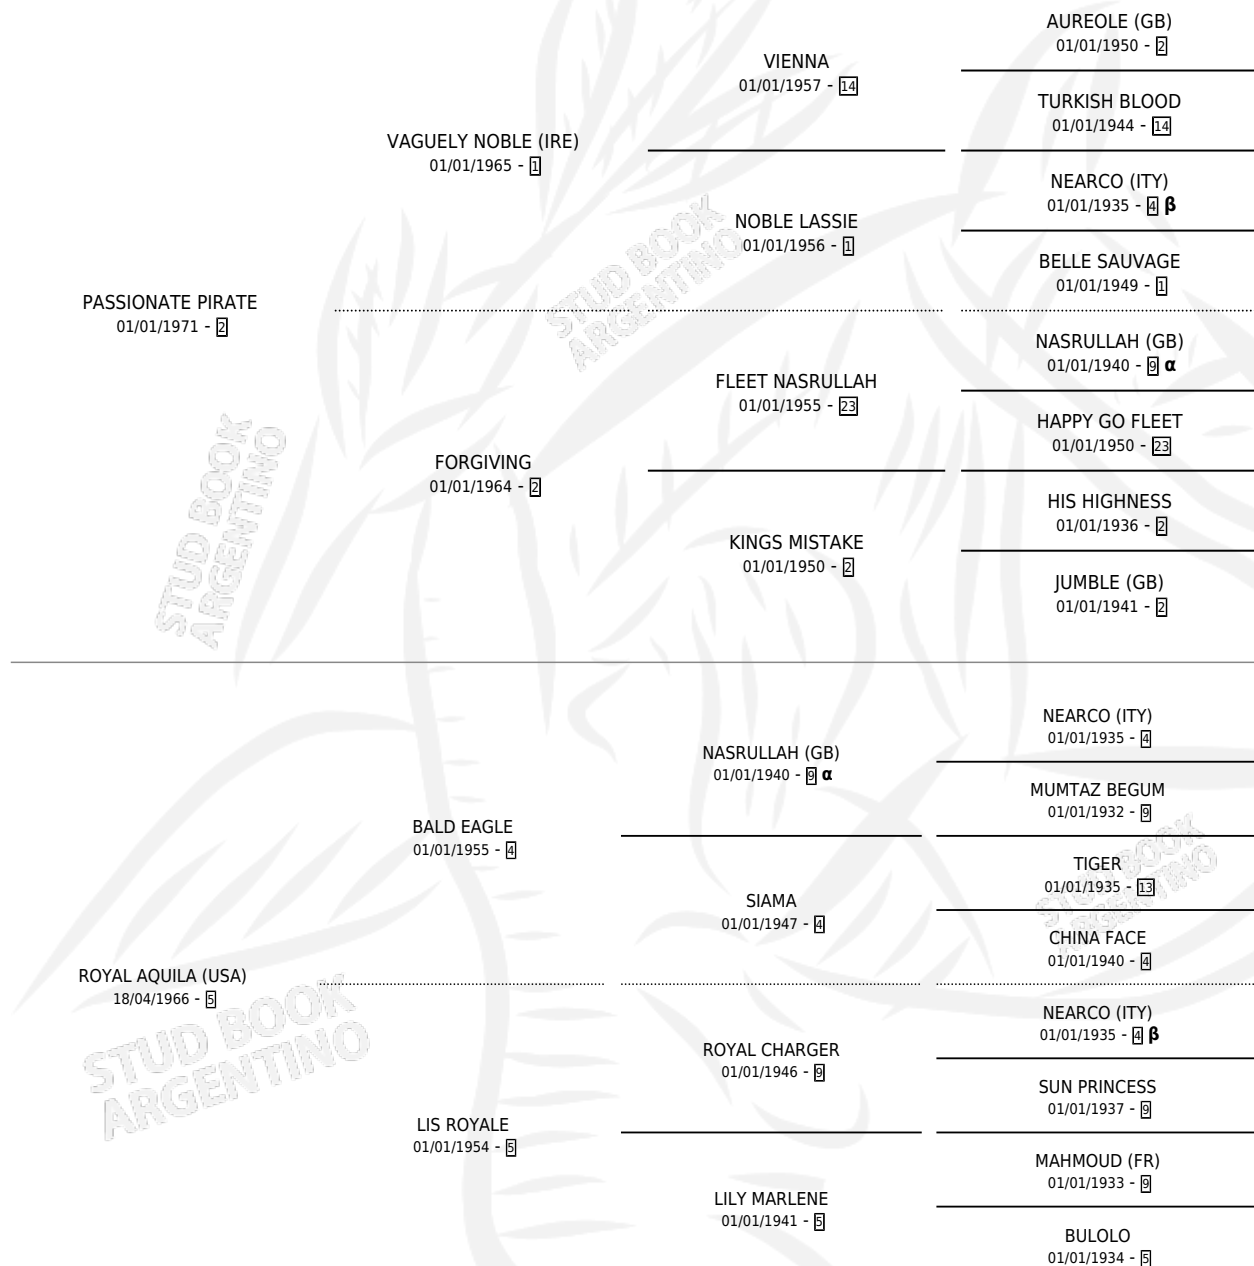 AUREOLE (GB)
01/01/1950 - 2
VIENNA
01/01/1957 - 14
TURKISH BLOOD
01/01/1944 - 14
VAGUELY NOBLE (IRE)
01/01/1965 - 1
NEARCO (ITY)
01/01/1935 - 4 β
NOBLE LASSIE
01/01/1956 - 1
BELLE SAUVAGE
01/01/1949 - 1
PASSIONATE PIRATE
01/01/1971 - 2
NASRULLAH (GB)
01/01/1940 - 9 α
FLEET NASRULLAH
01/01/1955 - 23
HAPPY GO FLEET
01/01/1950 - 23
FORGIVING
01/01/1964 - 2
HIS HIGHNESS
01/01/1936 - 2
KINGS MISTAKE
01/01/1950 - 2
JUMBLE (GB)
01/01/1941 - 2
NEARCO (ITY)
01/01/1935 - 4
NASRULLAH (GB)
01/01/1940 - 9 α
MUMTAZ BEGUM
01/01/1932 - 9
BALD EAGLE
01/01/1955 - 4
TIGER
01/01/1935 - 13
SIAMA
01/01/1947 - 4
CHINA FACE
01/01/1940 - 4
ROYAL AQUILA (USA)
18/04/1966 - 5
NEARCO (ITY)
01/01/1935 - 4 β
ROYAL CHARGER
01/01/1946 - 9
SUN PRINCESS
01/01/1937 - 9
LIS ROYALE
01/01/1954 - 5
MAHMOUD (FR)
01/01/1933 - 9
LILY MARLENE
01/01/1941 - 5
BULOLO
01/01/1934 - 5
STUD BOOK
ARGENTINO
STUD BOOK
ARGENTINO
STUD BOOK
ARGENTINO
STUD BOOK
ARGENTINO